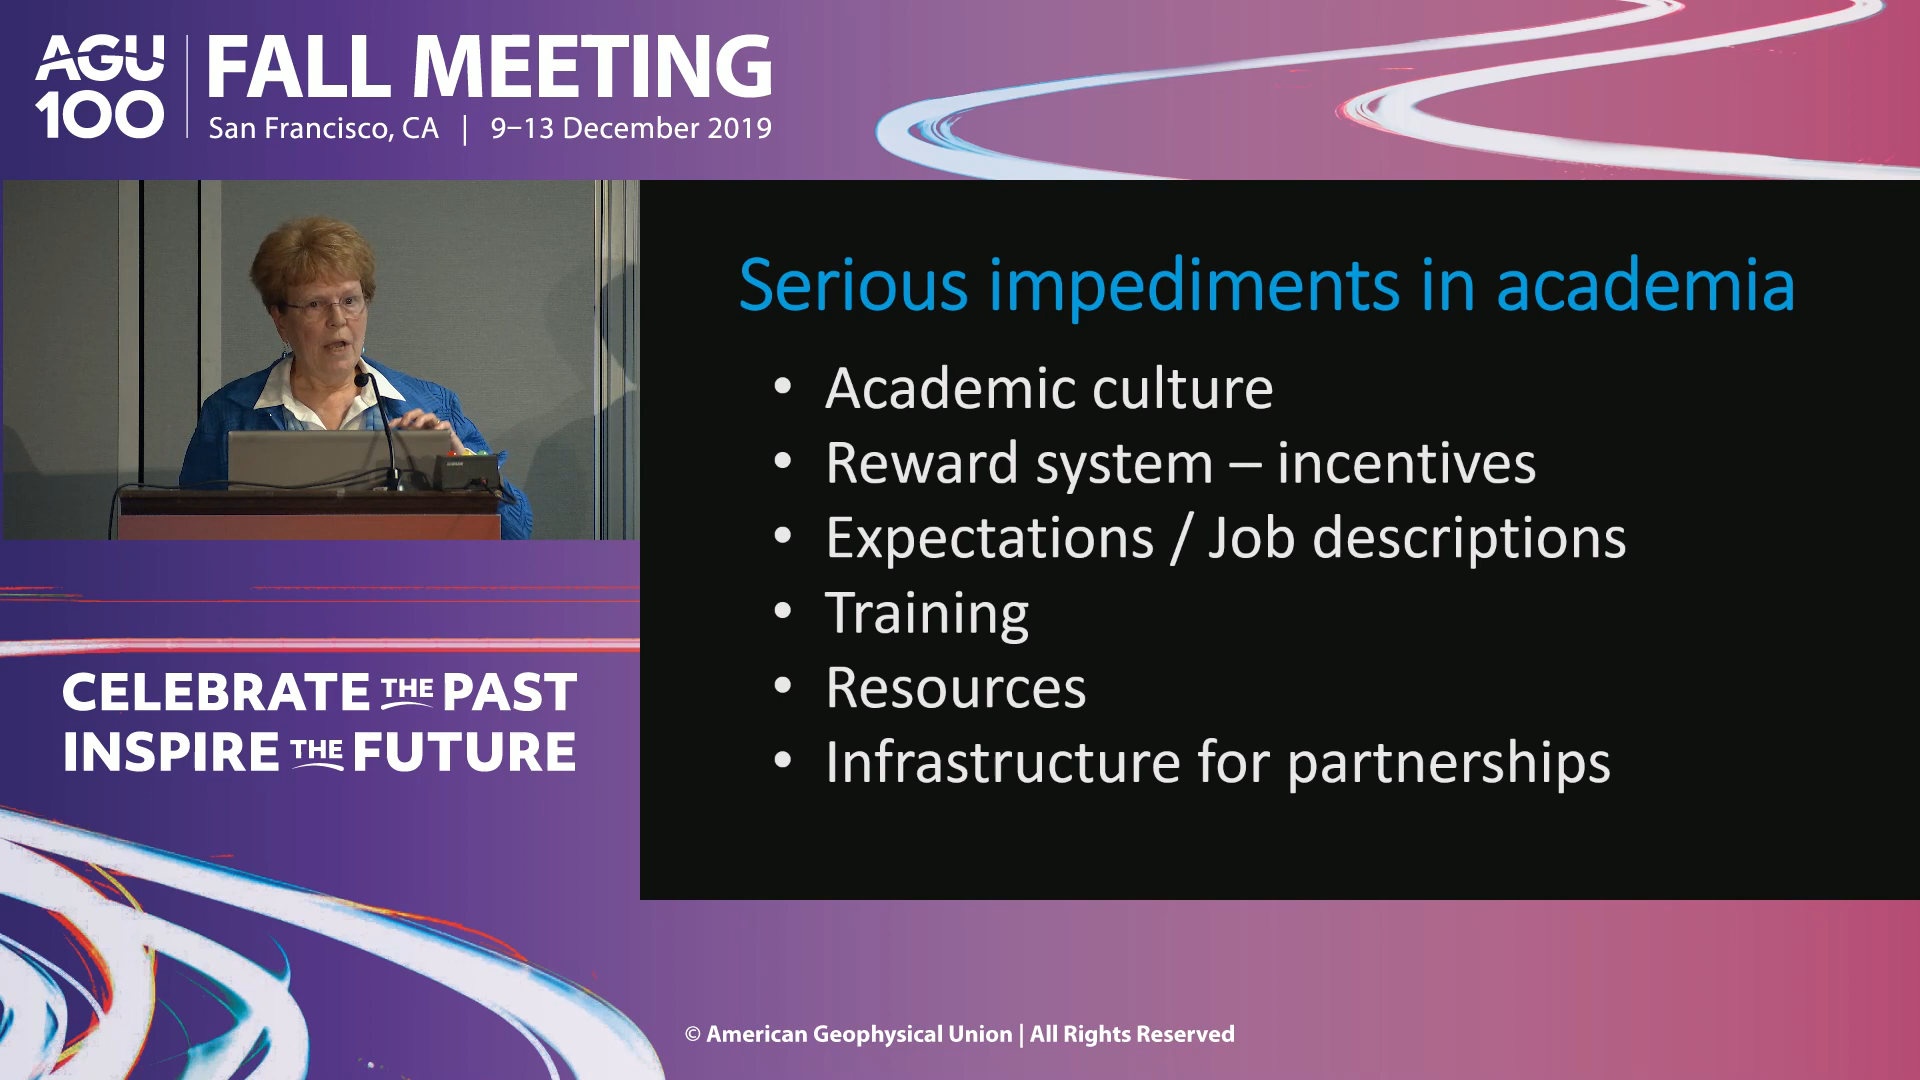 AGU
100
FALL MEETING
San Francisco, CA | 9–13 December 2019
Serious impediments in academia
• Academic culture
• Reward system – incentives
• Expectations / Job descriptions
• Training
• Resources
• Infrastructure for partnerships
CELEBRATE THE PAST
INSPIRE THE FUTURE
© American Geophysical Union | All Rights Reserved